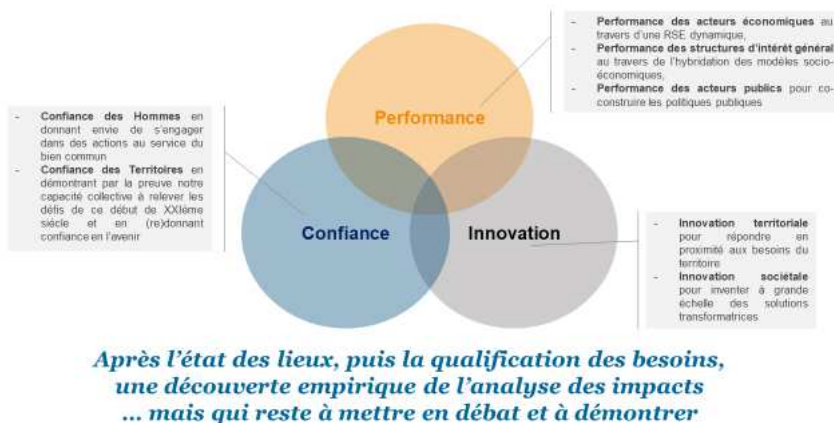 - Performance des acteurs économiques au
travers d'une RSE dynamique,
- Performance des structures d'intérêt général
au travers de l'hybridation des modèles socio-
économiques,
- Performance des acteurs publics pour co-
construire les politiques publiques
Performance
- Confiance des Hommes en
donnant envie de s'engager
dans des actions au service du
bien commun
- Confiance des Territoires en
démontrant par la preuve notre
capacité collective à relever les
défis de ce début de XXIème
siècle et en (re)donnant
confiance en l'avenir
Confiance
Innovation
- Innovation territoriale
pour répondre en
proximité aux besoins du
territoire
- Innovation sociétale
pour inventer à grande
échelle des solutions
transformatrices
Après l'état des lieux, puis la qualification des besoins,
une découverte empirique de l'analyse des impacts
... mais qui reste à mettre en débat et à démontrer